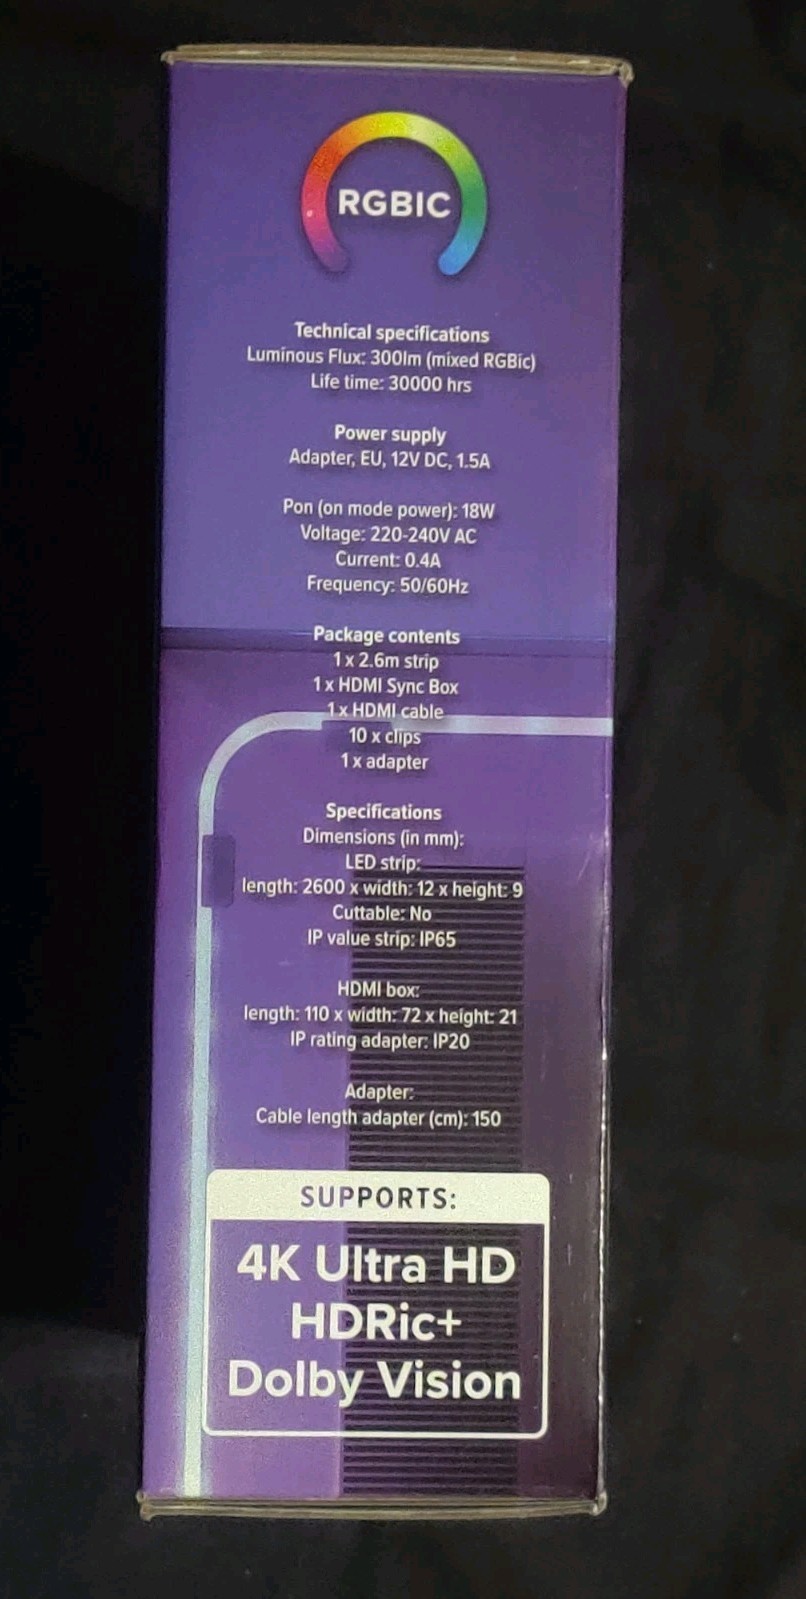 RGBIC
Technical specifications
Luminous Flux: 300lm (mixed RGBic)
Life time: 30000 hrs
Power supply
Adapter, EU, 12V DC, 1.5A
Pon (on mode power): 18W
Voltage: 220-240V AC
Current: 0.4A
Frequency: 50/60Hz
Package contents
1 x 2.6m strip
1 x HDMI Sync Box
1 x HDMI cable
10 x clips
1 x adapter
Specifications
Dimensions (in mm):
LED strip:
length: 2600 x width: 12 x height: 9
Cuttable: No
IP value strip: IP65
HDMI box:
length: 110 x width: 72 x height: 21
IP rating adapter: IP20
Adapter:
Cable length adapter (cm): 150
SUPPORTS:
4K Ultra HD
HDRic+
Dolby Vision